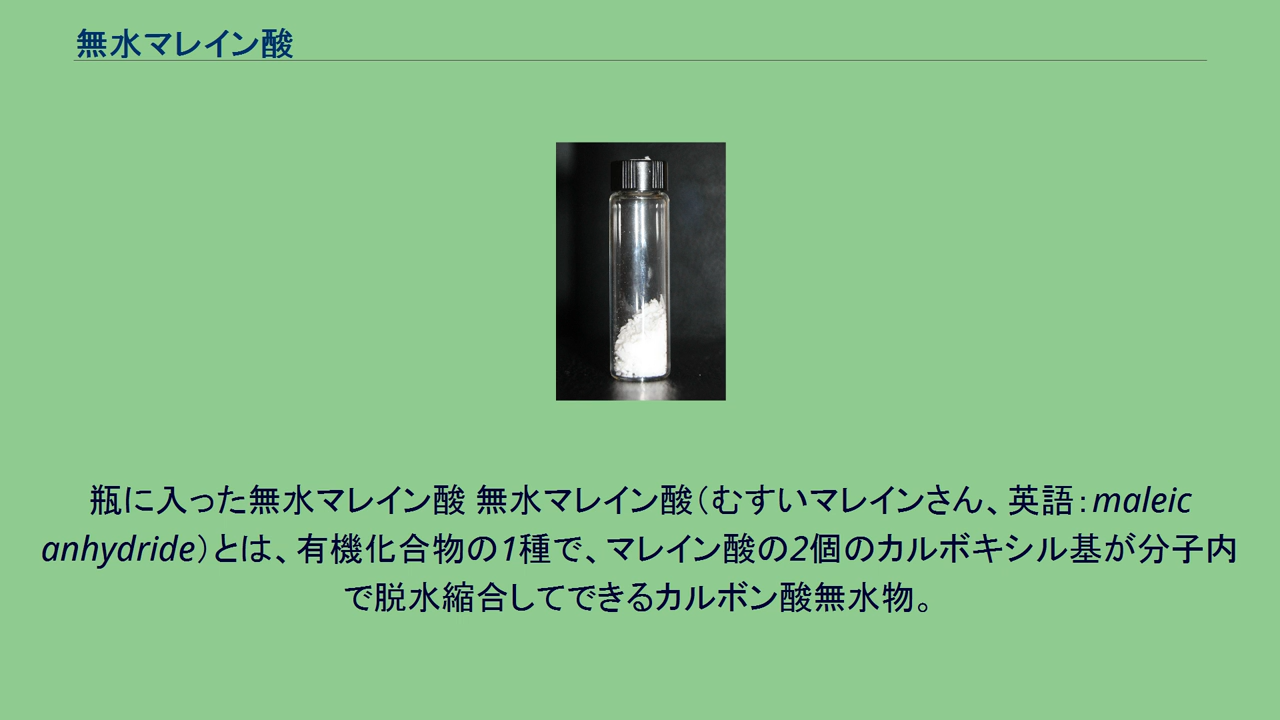 無水マレイン酸
瓶に入った無水マレイン酸 無水マレイン酸（むすいマレインさん、英語：maleic
anhydride）とは、有機化合物の1種で、マレイン酸の2個のカルボキシル基が分子内
で脱水縮合してできるカルボン酸無水物。